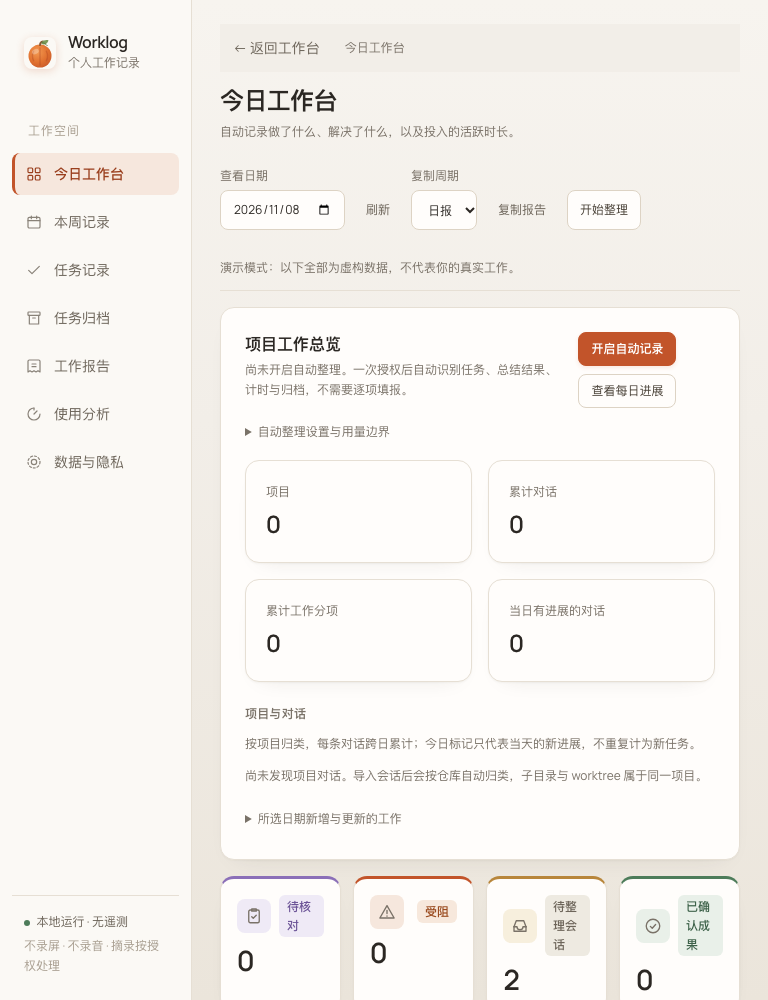 Worklog
个人工作记录
工作空间
今日工作台
本周记录
任务记录
任务归档
工作报告
使用分析
数据与隐私
本地运行 · 无遥测
不录屏 · 不录音 · 摘录按授
权处理
← 返回工作台
今日工作台
今日工作台
自动记录做了什么、解决了什么，以及投入的活跃时长。
查看日期
复制周期
2026/11/08
刷新
日报
复制报告
开始整理
演示模式：以下全部为虚构数据，不代表你的真实工作。
项目工作总览
尚未开启自动整理。一次授权后自动识别任务、总结结果、
计时与归档，不需要逐项填报。
开启自动记录
查看每日进展
▶ 自动整理设置与用量边界
项目
0
累计对话
0
累计工作分项
0
当日有进展的对话
0
项目与对话
按项目归类，每条对话跨日累计；今日标记只代表当天的新进展，不重复计为新任务。
尚未发现项目对话。导入会话后会按仓库自动归类，子目录与 worktree 属于同一项目。
▶ 所选日期新增与更新的工作
待核
对
0
受阻
0
待整
理会
话
2
已确
认成
果
0